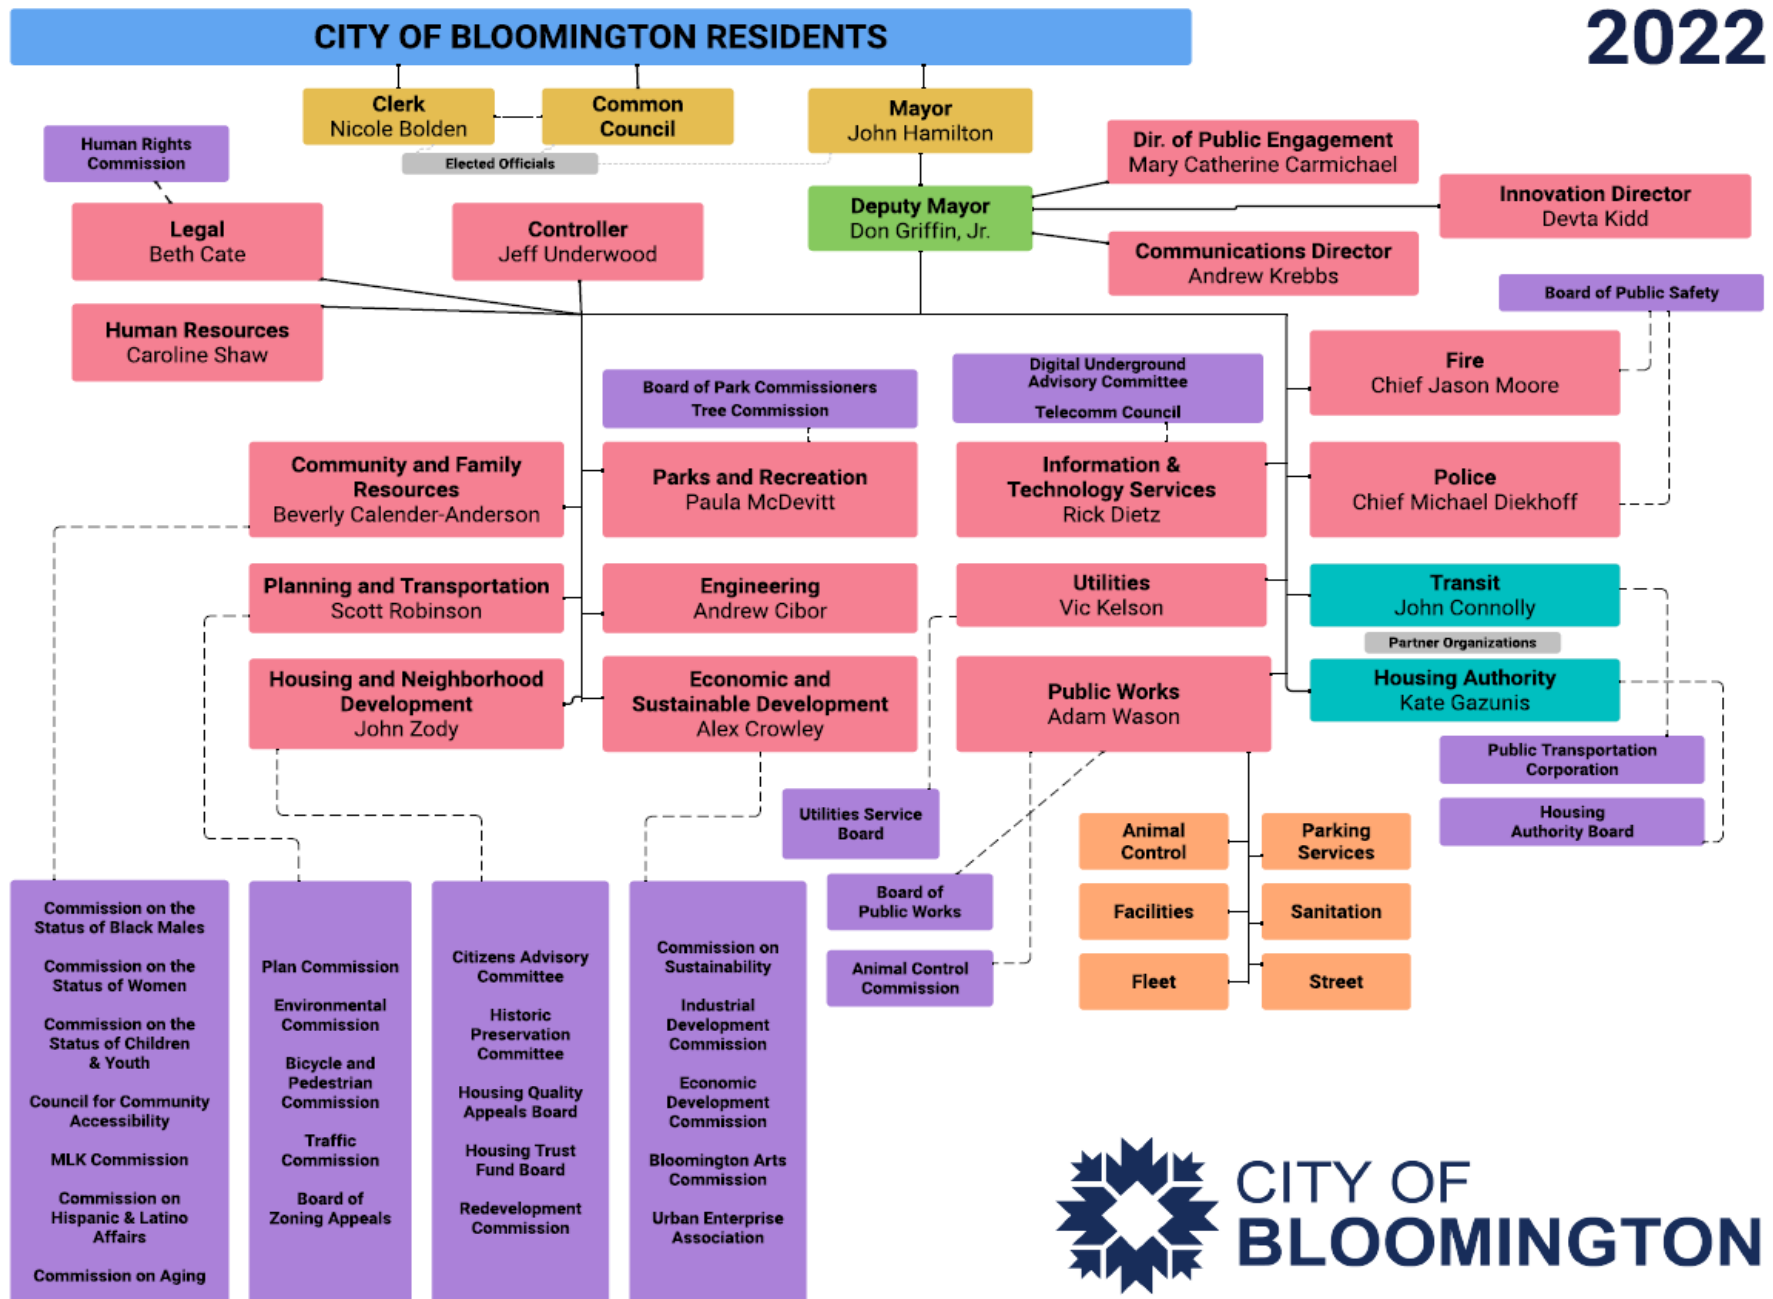 CITY OF BLOOMINGTON RESIDENTS
2022
Clerk
Nicole Bolden
Common
Council
Mayor
John Hamilton
Elected Officials
Human Rights
Commission
Dir. of Public Engagement
Mary Catherine Carmichael
Innovation Director
Devta Kidd
Deputy Mayor
Don Griffin, Jr.
Communications Director
Andrew Krebbs
Legal
Beth Cate
Controller
Jeff Underwood
Human Resources
Caroline Shaw
Board of Public Safety
Fire
Chief Jason Moore
Board of Park Commissioners
Tree Commission
Digital Underground
Advisory Committee
Telecomm Council
Community and Family
Resources
Beverly Calender-Anderson
Parks and Recreation
Paula McDevitt
Information &
Technology Services
Rick Dietz
Police
Chief Michael Diekhoff
Planning and Transportation
Scott Robinson
Engineering
Andrew Cibor
Utilities
Vic Kelson
Transit
John Connolly
Partner Organizations
Housing and Neighborhood
Development
John Zody
Economic and
Sustainable Development
Alex Crowley
Public Works
Adam Wason
Housing Authority
Kate Gazunis
Public Transportation
Corporation
Housing
Authority Board
Utilities Service
Board
Board of
Public Works
Animal Control
Commission
Animal
Control
Parking
Services
Facilities
Sanitation
Fleet
Street
Commission on the
Status of Black Males
Commission on the
Status of Women
Commission on the
Status of Children
& Youth
Council for Community
Accessibility
MLK Commission
Commission on
Hispanic & Latino
Affairs
Commission on Aging
Plan Commission
Environmental
Commission
Bicycle and
Pedestrian
Commission
Traffic
Commission
Board of
Zoning Appeals
Citizens Advisory
Committee
Historic
Preservation
Committee
Housing Quality
Appeals Board
Housing Trust
Fund Board
Redevelopment
Commission
Commission on
Sustainability
Industrial
Development
Commission
Economic
Development
Commission
Bloomington Arts
Commission
Urban Enterprise
Association
CITY OF
BLOOMINGTON